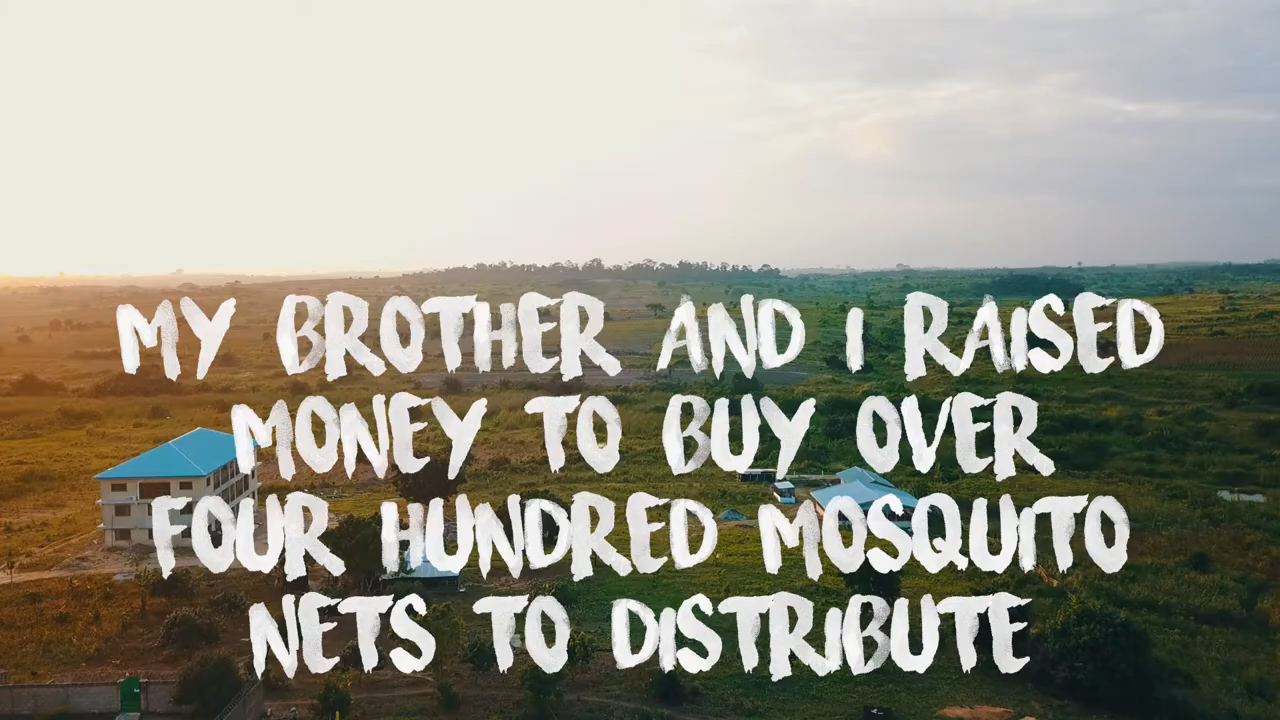 MY BROTHER AND I RAISED
MONEY TO BUY OVER
FOUR HUNDRED MOSQUITO
NETS TO DISTRIBUTE